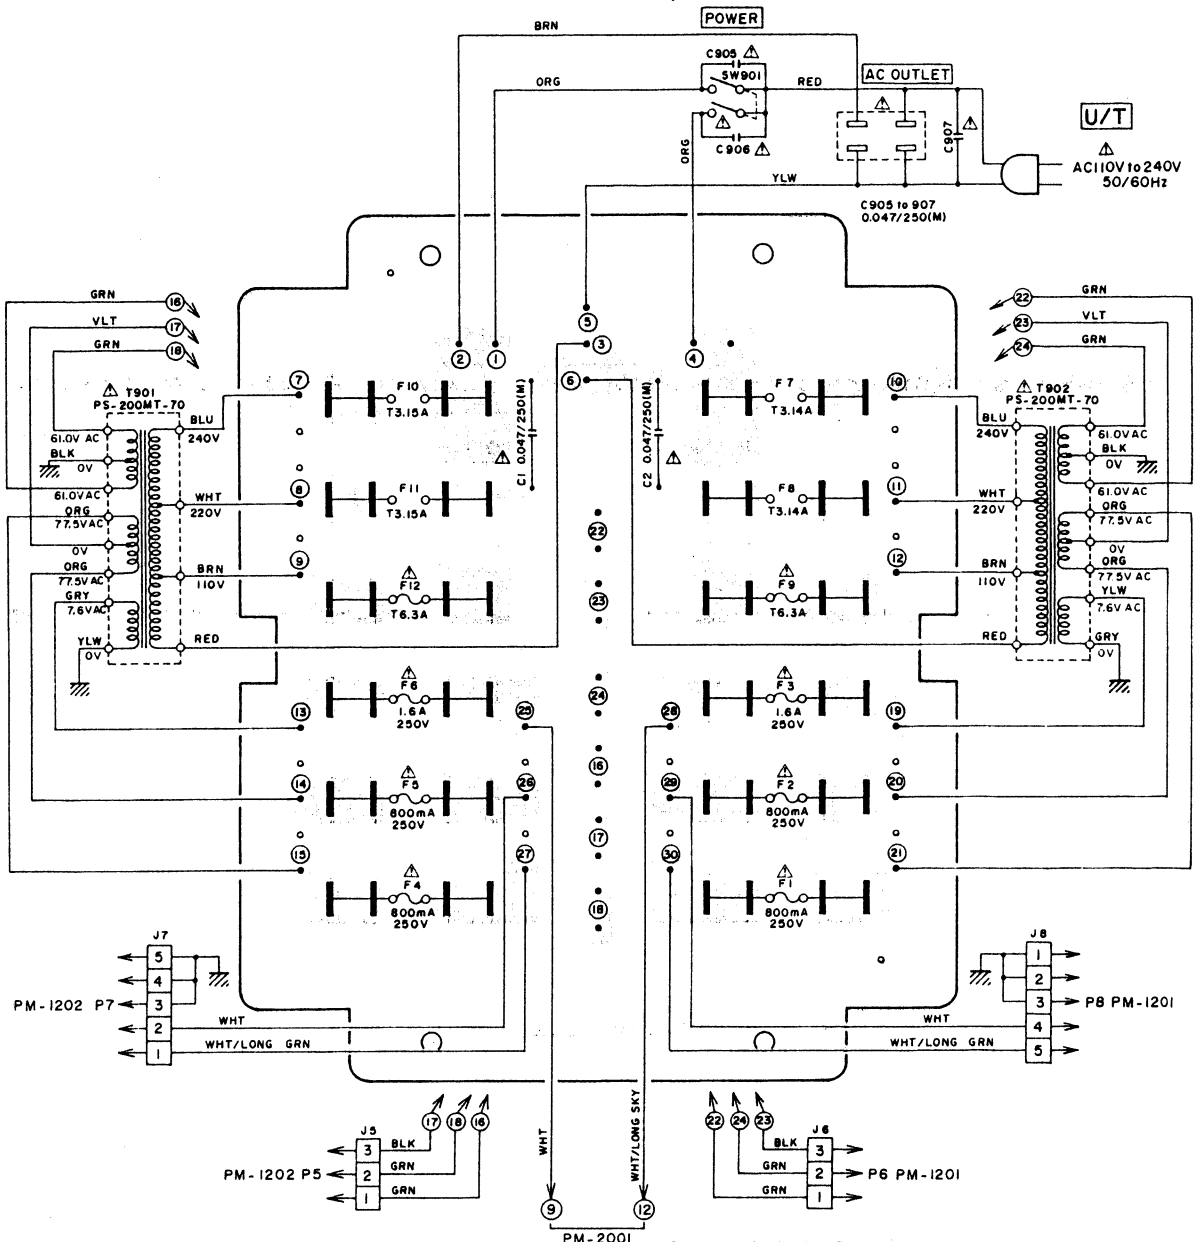 POWER
BRN
C905
SW901
ORG
RED
AC OUTLET
U/T
C906
ORG
C907
AC110V to 240V
50/60Hz
YLW
C905 to 907
0.047/250(M)
GRN
16
VLT
17
GRN
18
22
GRN
23
VLT
24
GRN
5
2
1
3
4
6
7
10
T901
PS-200MT-70
T902
PS-200MT-70
F10
T3.15A
F7
T3.14A
BLU
240V
BLU
240V
61.0V AC
BLK
0V
61.0V AC
ORG
77.5V AC
0V
ORG
77.5V AC
GRY
7.6V AC
YLW
0V
61.0V AC
BLK
0V
61.0V AC
ORG
77.5V AC
0V
ORG
77.5V AC
YLW
7.6V AC
GRY
0V
C1 0.047/250(M)
C2 0.047/250(M)
8
11
WHT
220V
WHT
220V
F11
T3.15A
F8
T3.14A
22
9
12
BRN
110V
BRN
110V
F12
T6.3A
F9
T6.3A
23
RED
RED
F6
1.6A
250V
F3
1.6A
250V
24
13
25
28
19
16
14
26
29
20
F5
800mA
250V
F2
800mA
250V
17
15
27
30
21
F4
800mA
250V
F1
800mA
250V
18
J7
5
4
3
2
1
PM-1202 P7
WHT
WHT/LONG GRN
J8
1
2
3
4
5
P8 PM-1201
WHT
WHT/LONG GRN
17
18
16
J5
3
2
1
BLK
GRN
GRN
PM-1202 P5
WHT
WHT/LONG SKY
22
24
23
J6
3
2
1
BLK
GRN
GRN
P6 PM-1201
9
12
PM-2001